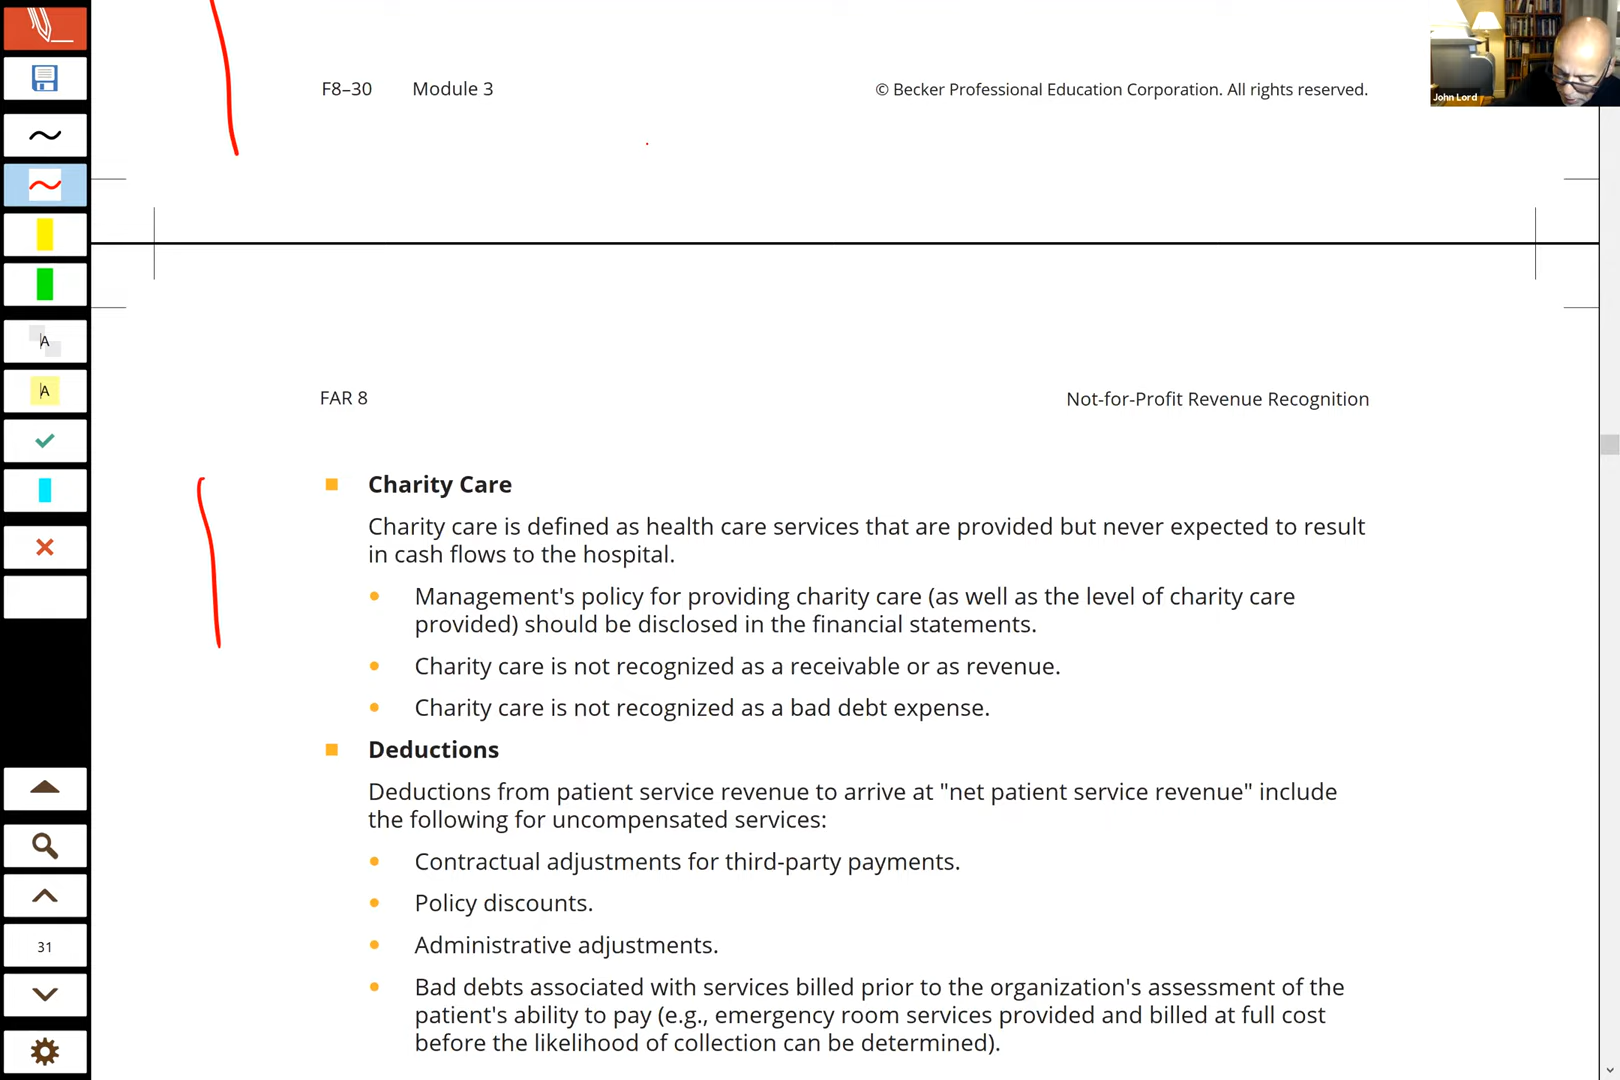 F8–30 Module 3 © Becker Professional Education Corporation. All rights reserved.
John Lord
FAR 8 Not-for-Profit Revenue Recognition
Charity Care
Charity care is defined as health care services that are provided but never expected to result
in cash flows to the hospital.
Management's policy for providing charity care (as well as the level of charity care
provided) should be disclosed in the financial statements.
Charity care is not recognized as a receivable or as revenue.
Charity care is not recognized as a bad debt expense.
Deductions
Deductions from patient service revenue to arrive at "net patient service revenue" include
the following for uncompensated services:
Contractual adjustments for third-party payments.
Policy discounts.
Administrative adjustments.
Bad debts associated with services billed prior to the organization's assessment of the
patient's ability to pay (e.g., emergency room services provided and billed at full cost
before the likelihood of collection can be determined).
A
A
31